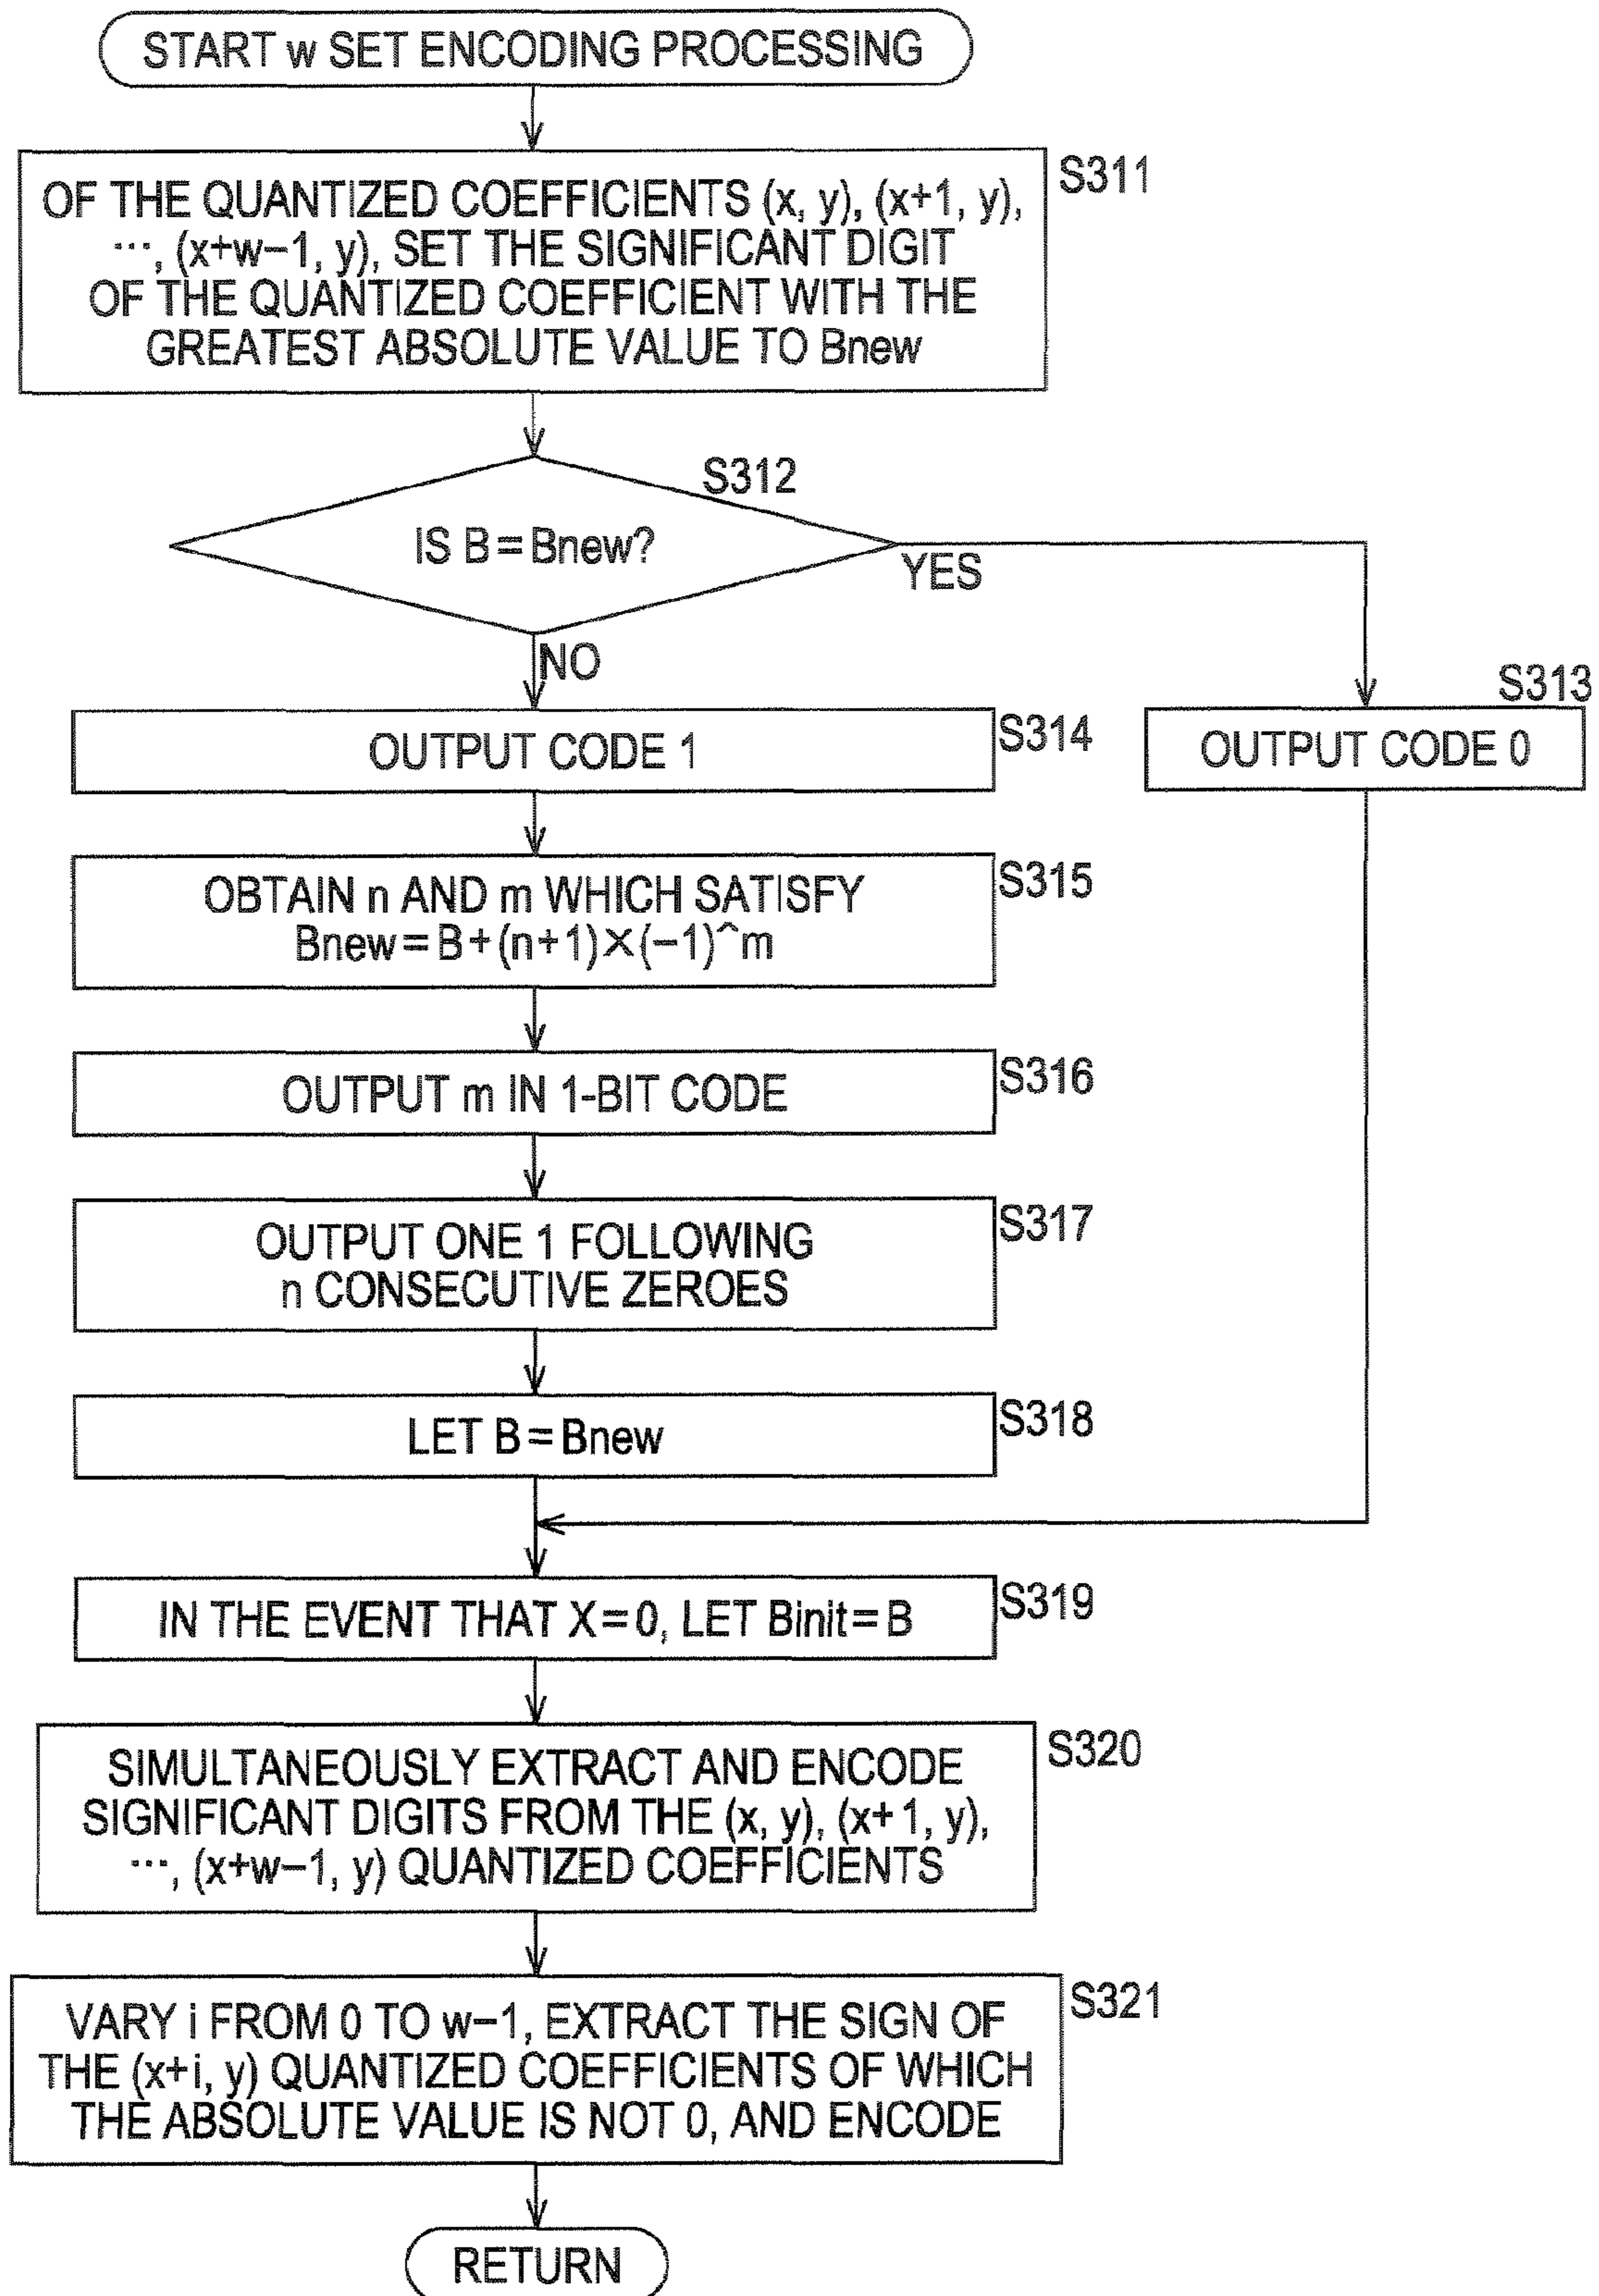 START w SET ENCODING PROCESSING
OF THE QUANTIZED COEFFICIENTS (x, y), (x+1, y),
···, (x+w−1, y), SET THE SIGNIFICANT DIGIT
OF THE QUANTIZED COEFFICIENT WITH THE
GREATEST ABSOLUTE VALUE TO Bnew
S311
S312
IS B=Bnew?
YES
NO
S313
OUTPUT CODE 0
OUTPUT CODE 1
S314
OBTAIN n AND m WHICH SATISFY
Bnew=B+(n+1)×(−1)^m
S315
OUTPUT m IN 1-BIT CODE
S316
OUTPUT ONE 1 FOLLOWING
n CONSECUTIVE ZEROES
S317
LET B=Bnew
S318
IN THE EVENT THAT X=0, LET Binit=B
S319
SIMULTANEOUSLY EXTRACT AND ENCODE
SIGNIFICANT DIGITS FROM THE (x, y), (x+1, y),
···, (x+w−1, y) QUANTIZED COEFFICIENTS
S320
VARY i FROM 0 TO w−1, EXTRACT THE SIGN OF
THE (x+i, y) QUANTIZED COEFFICIENTS OF WHICH
THE ABSOLUTE VALUE IS NOT 0, AND ENCODE
S321
RETURN